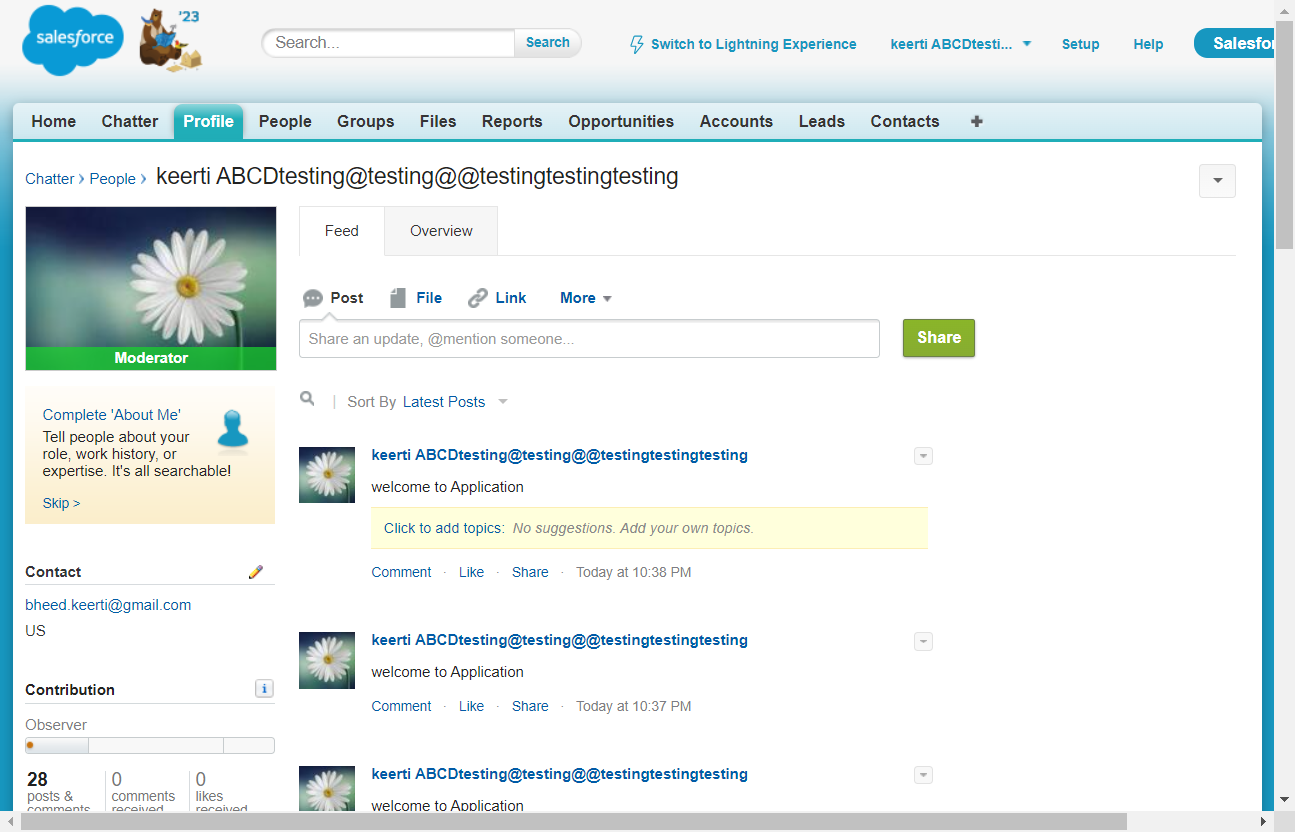 salesforce
'23
Search...
Search
Switch to Lightning Experience
keerti ABCDtesti...
Setup
Help
Salesfo
Home
Chatter
Profile
People
Groups
Files
Reports
Opportunities
Accounts
Leads
Contacts
+
Chatter › People › keerti ABCDtesting@testing@@testingtestingtesting
Moderator
Complete 'About Me'
Tell people about your
role, work history, or
expertise. It's all searchable!
Skip >
Contact
bheed.keerti@gmail.com
US
Contribution
i
Observer
28
posts &
comments
0
comments
received
0
likes
received
Feed
Overview
Post
File
Link
More
Share an update, @mention someone...
Share
| Sort By Latest Posts
keerti ABCDtesting@testing@@testingtestingtesting
welcome to Application
Click to add topics: No suggestions. Add your own topics.
Comment · Like · Share · Today at 10:38 PM
keerti ABCDtesting@testing@@testingtestingtesting
welcome to Application
Comment · Like · Share · Today at 10:37 PM
keerti ABCDtesting@testing@@testingtestingtesting
welcome to Application